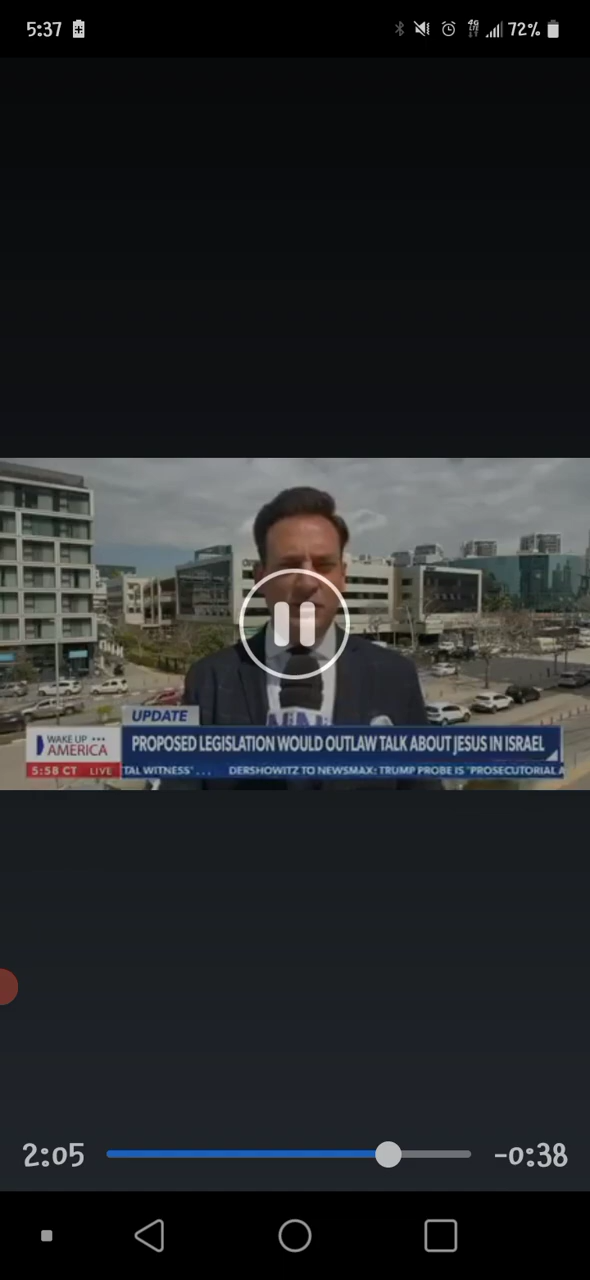 5:37
4G
72%
UPDATE
WAKE UP
AMERICA
PROPOSED LEGISLATION WOULD OUTLAW TALK ABOUT JESUS IN ISRAEL
5:58 CT LIVE
TAL WITNESS' . . . DERSHOWITZ TO NEWSMAX: TRUMP PROBE IS "PROSECUTORIAL A
2:05
-0:38